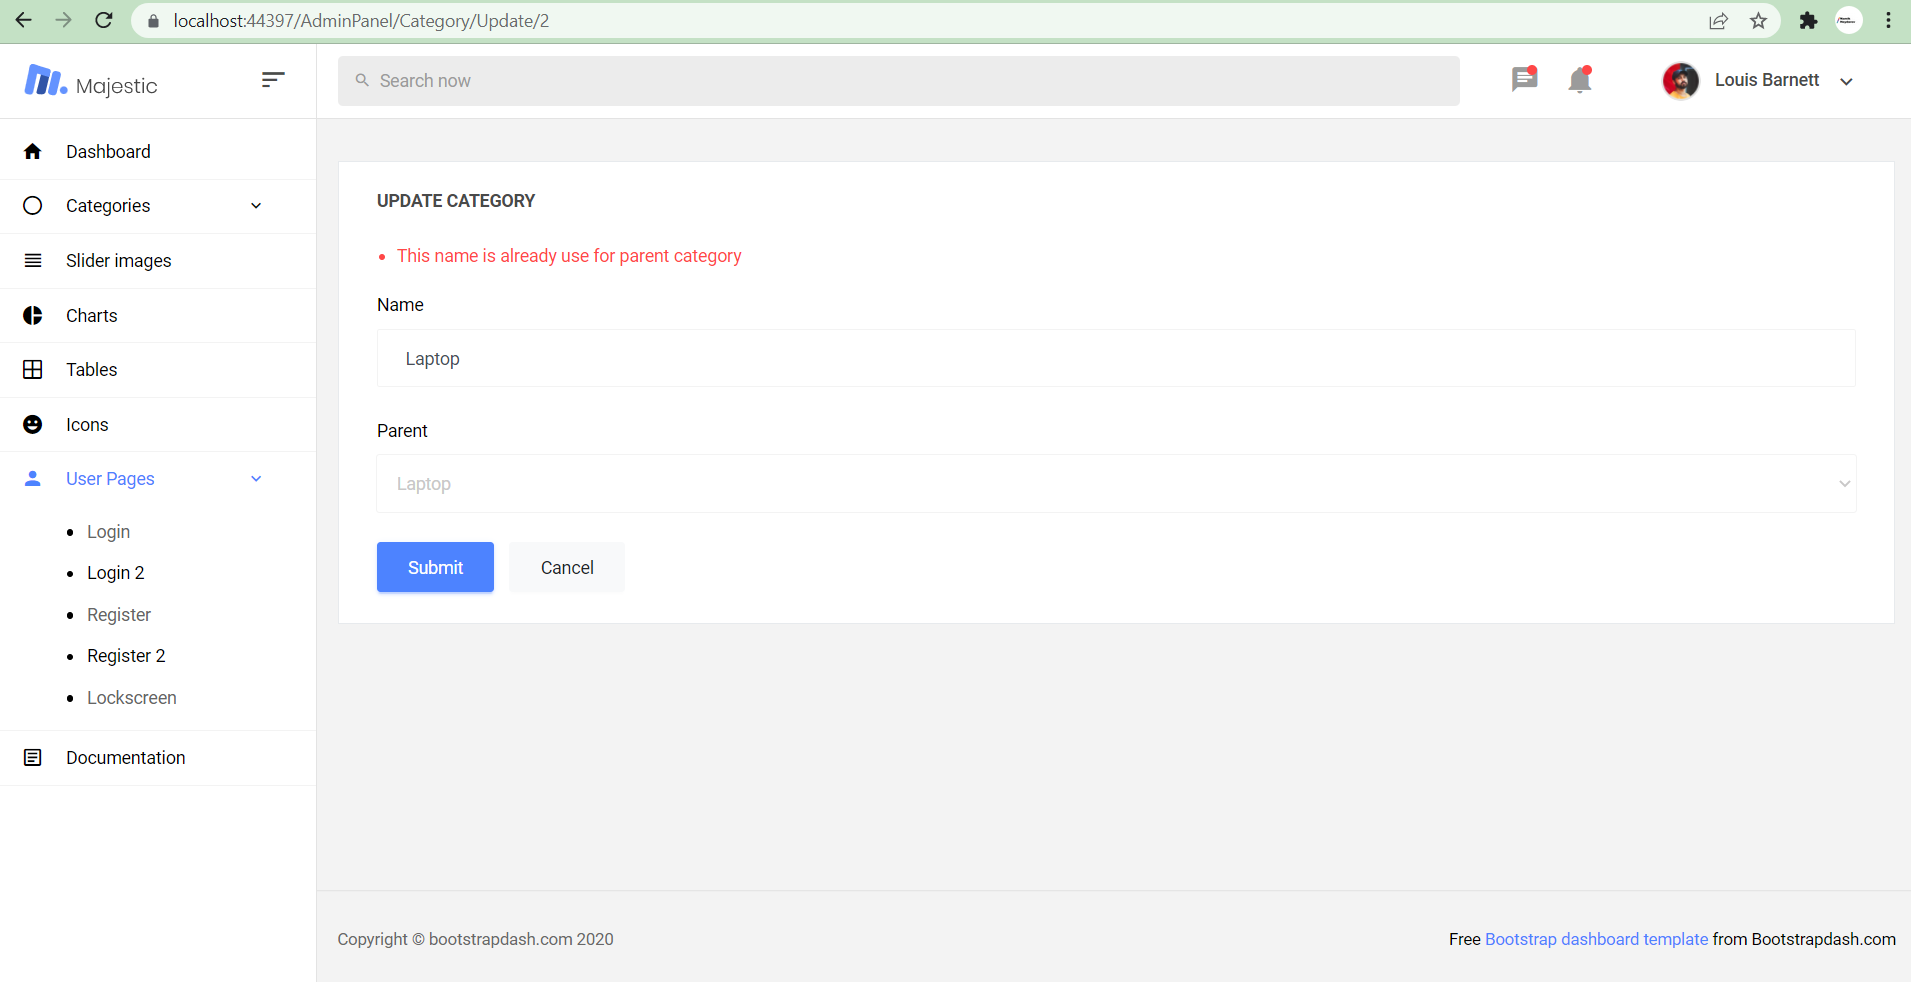 localhost:44397/AdminPanel/Category/Update/2
Majestic
Search now
Louis Barnett
Dashboard
Categories
Slider images
Charts
Tables
Icons
User Pages
Login
Login 2
Register
Register 2
Lockscreen
Documentation
UPDATE CATEGORY
This name is already use for parent category
Name
Laptop
Parent
Laptop
Submit
Cancel
Copyright © bootstrapdash.com 2020
Free Bootstrap dashboard template from Bootstrapdash.com